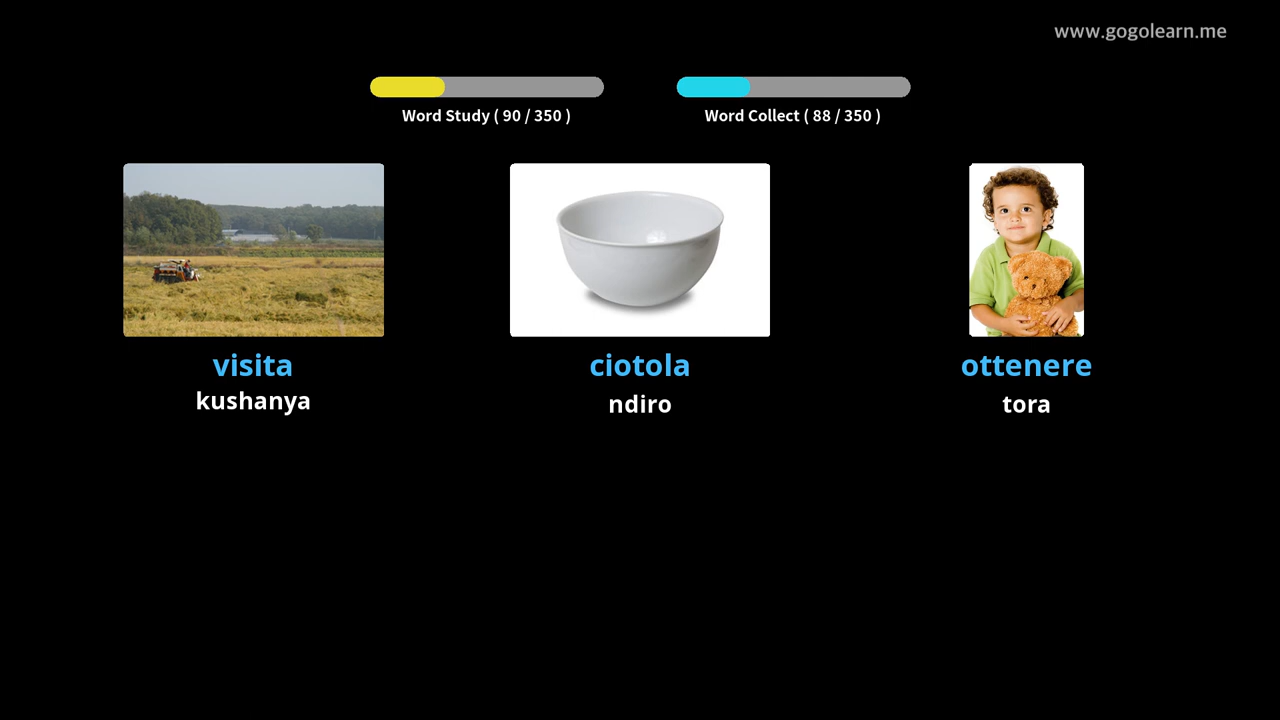 www.gogolearn.me
Word Study ( 90 / 350 )
Word Collect ( 88 / 350 )
visita
kushanya
ciotola
ndiro
ottenere
tora